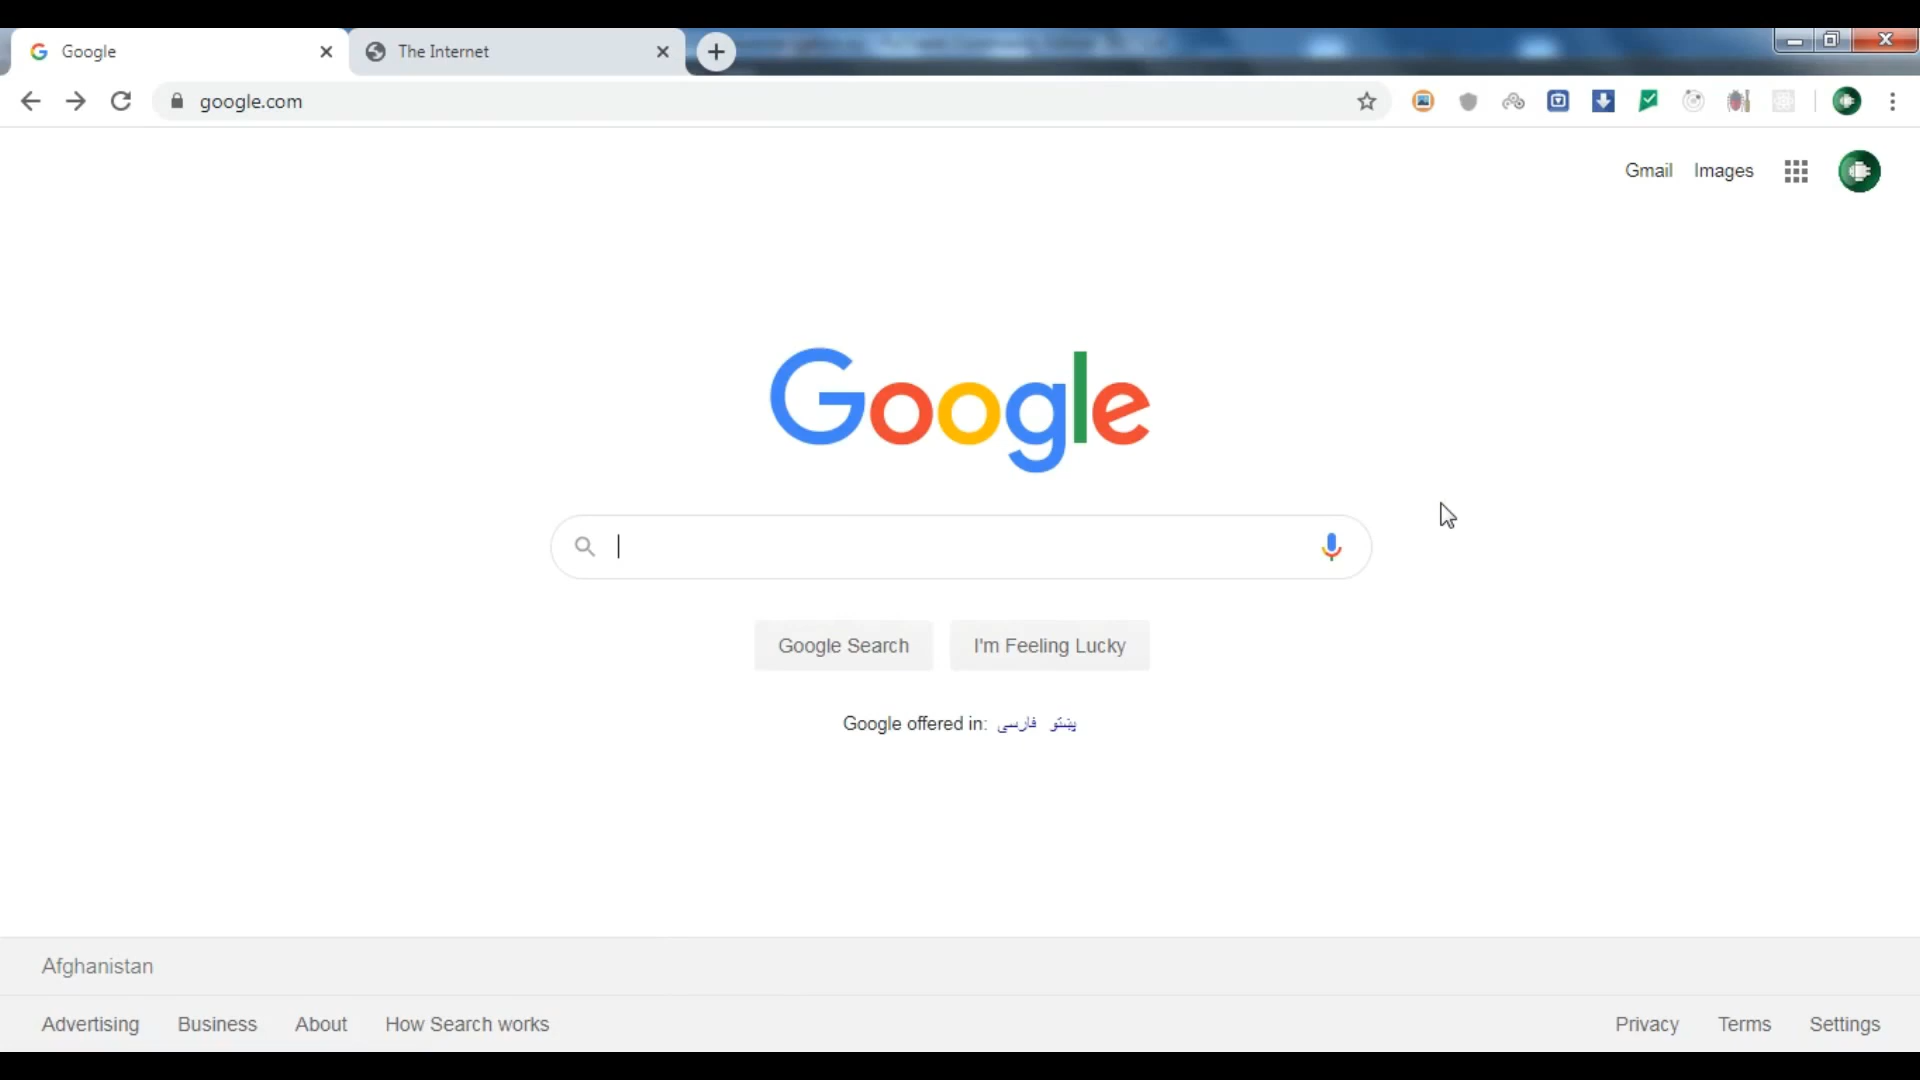 Google
The Internet
google.com
Gmail Images
Google
Google Search I'm Feeling Lucky
Google offered in: فارسی پښتو
Afghanistan
Advertising Business About How Search works
Privacy Terms Settings